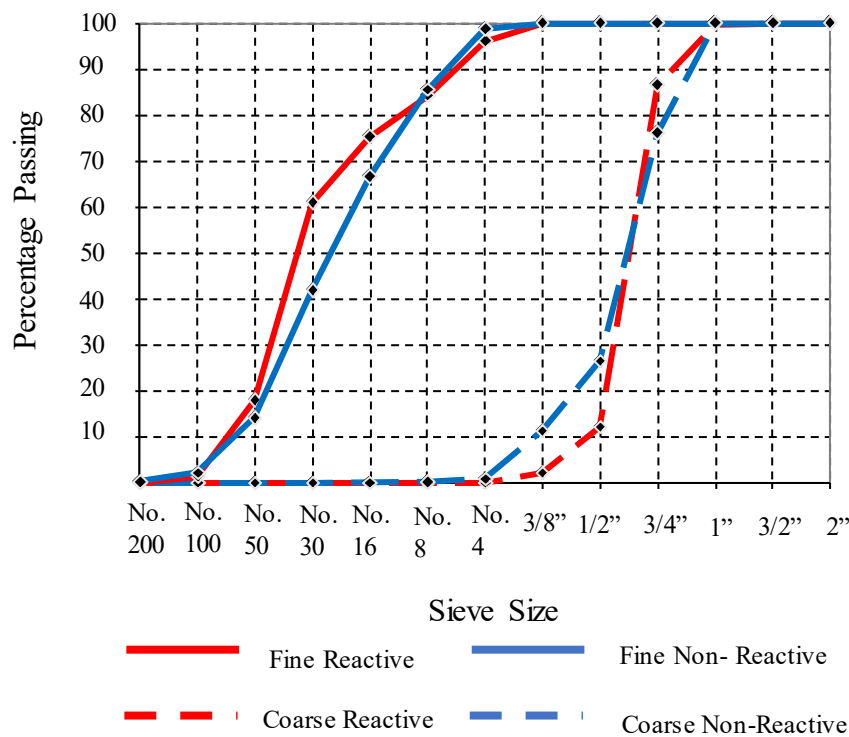 100
90
80
70
60
50
40
30
20
10
Percentage Passing
No. 200
No. 100
No. 50
No. 30
No. 16
No. 8
No. 4
3/8”
1/2”
3/4”
1”
3/2”
2”
Sieve Size
Fine Reactive
Fine Non- Reactive
Coarse Reactive
Coarse Non-Reactive